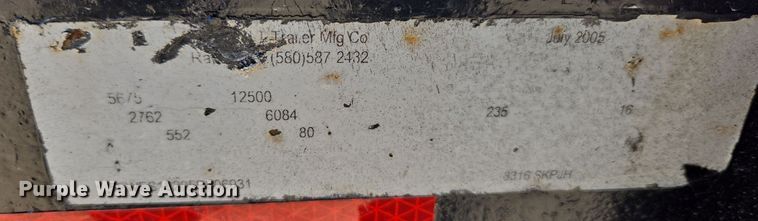 Trailer Mfg Co July 2005
(580)587 2432
5675 12500
2762 6084 235 16
552 80
8316 SKPJH
Purple Wave Auction